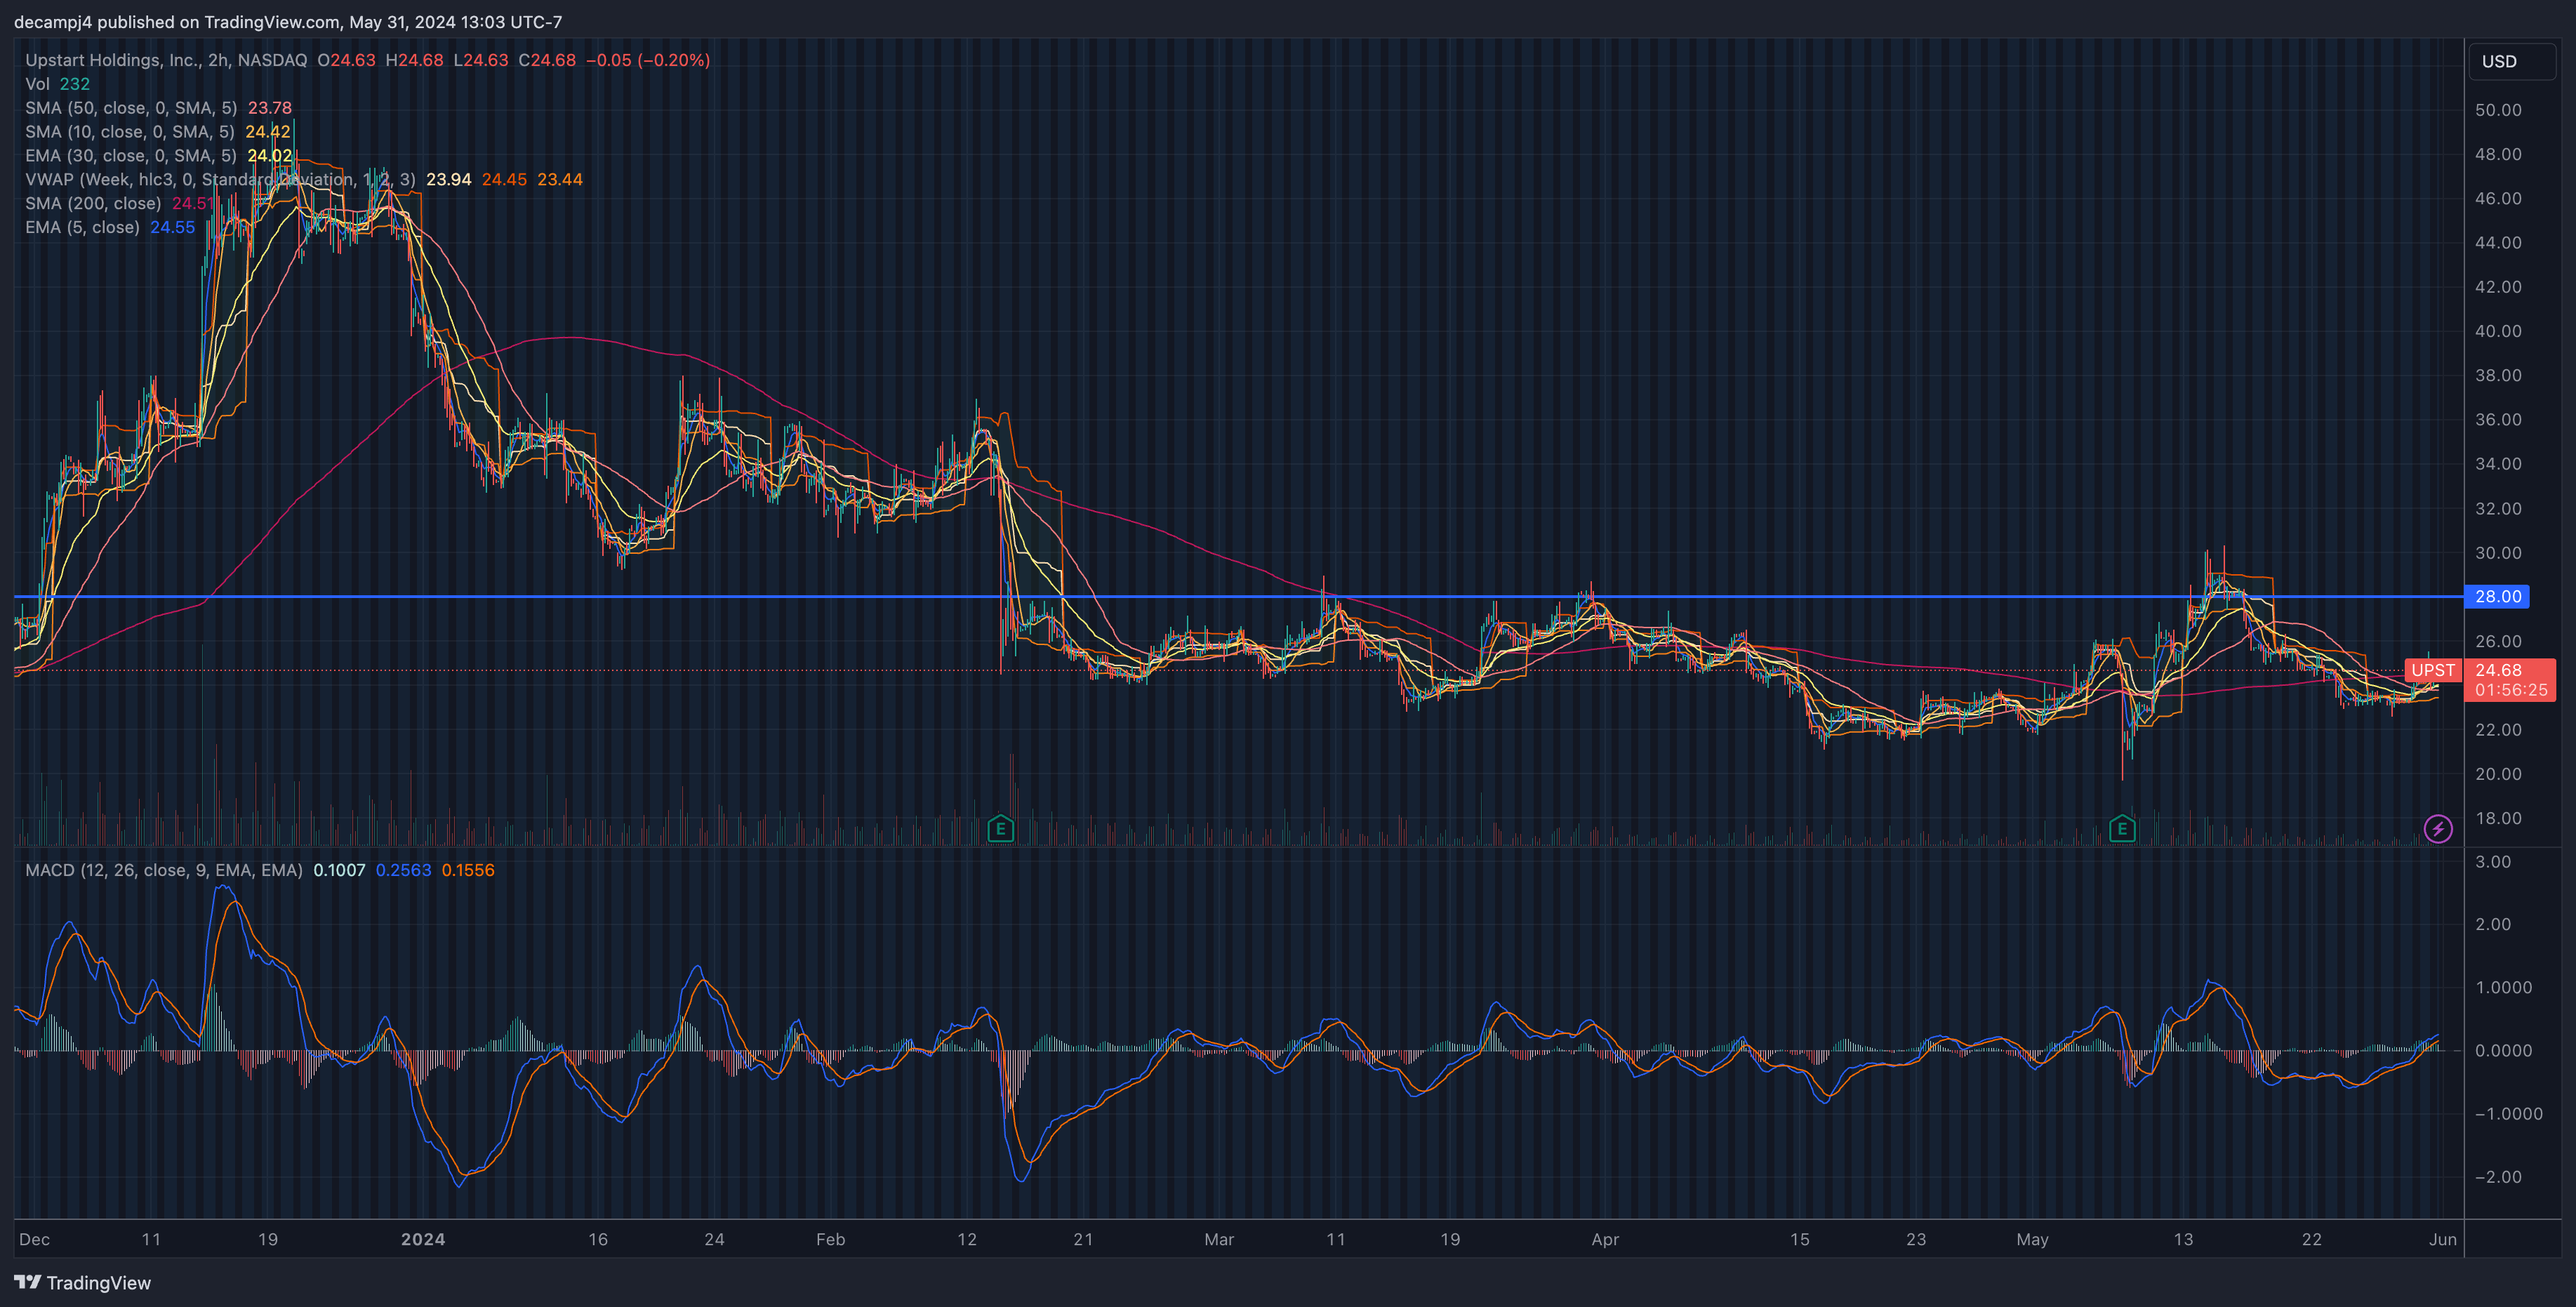 decampj4 published on TradingView.com, May 31, 2024 13:03 UTC-7
Upstart Holdings, Inc., 2h, NASDAQ O24.63 H24.68 L24.63 C24.68 −0.05 (−0.20%)
Vol 232
SMA (50, close, 0, SMA, 5) 23.78
SMA (10, close, 0, SMA, 5) 24.42
EMA (30, close, 0, SMA, 5) 24.02
VWAP (Week, hlc3, 0, Standard Deviation, 1, 2, 3) 23.94 24.45 23.44
SMA (200, close) 24.51
EMA (5, close) 24.55
USD
50.00
48.00
46.00
44.00
42.00
40.00
38.00
36.00
34.00
32.00
30.00
28.00
26.00
UPST 24.68
01:56:25
22.00
20.00
18.00
E E
MACD (12, 26, close, 9, EMA, EMA) 0.1007 0.2563 0.1556
3.00
2.00
1.0000
0.0000
−1.0000
−2.00
Dec 11 19 2024 16 24 Feb 12 21 Mar 11 19 Apr 15 23 May 13 22 Jun
TradingView